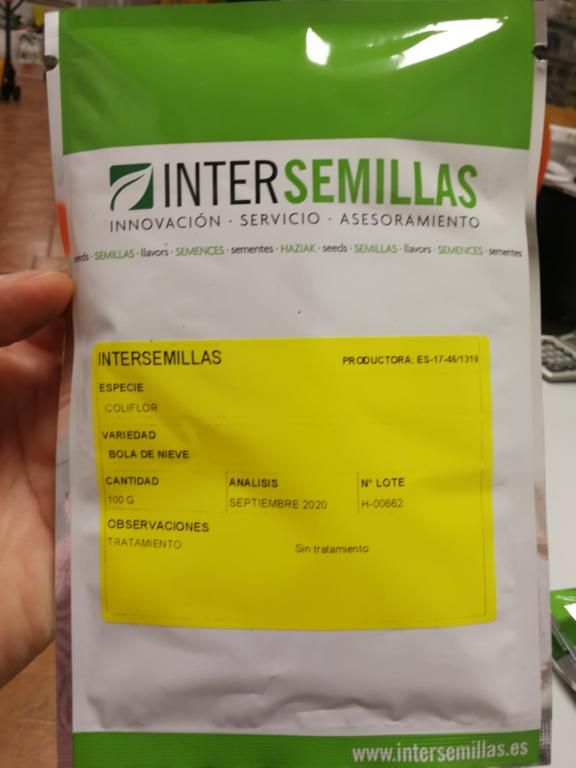 INTERSEMILLAS
INNOVACIÓN · SERVICIO · ASESORAMIENTO
· SEMILLAS · llavors · SEMENCES · sementes · HAZIAK · seeds · SEMILLAS · llavors · SEMENCES · sementes
INTERSEMILLAS PRODUCTORA: ES-17-46/1319
ESPECIE
COLIFLOR
VARIEDAD
BOLA DE NIEVE
CANTIDAD ANALISIS Nº LOTE
100 G SEPTIEMBRE 2020 H-00662
OBSERVACIONES
TRATAMIENTO Sin tratamiento
www.intersemillas.es